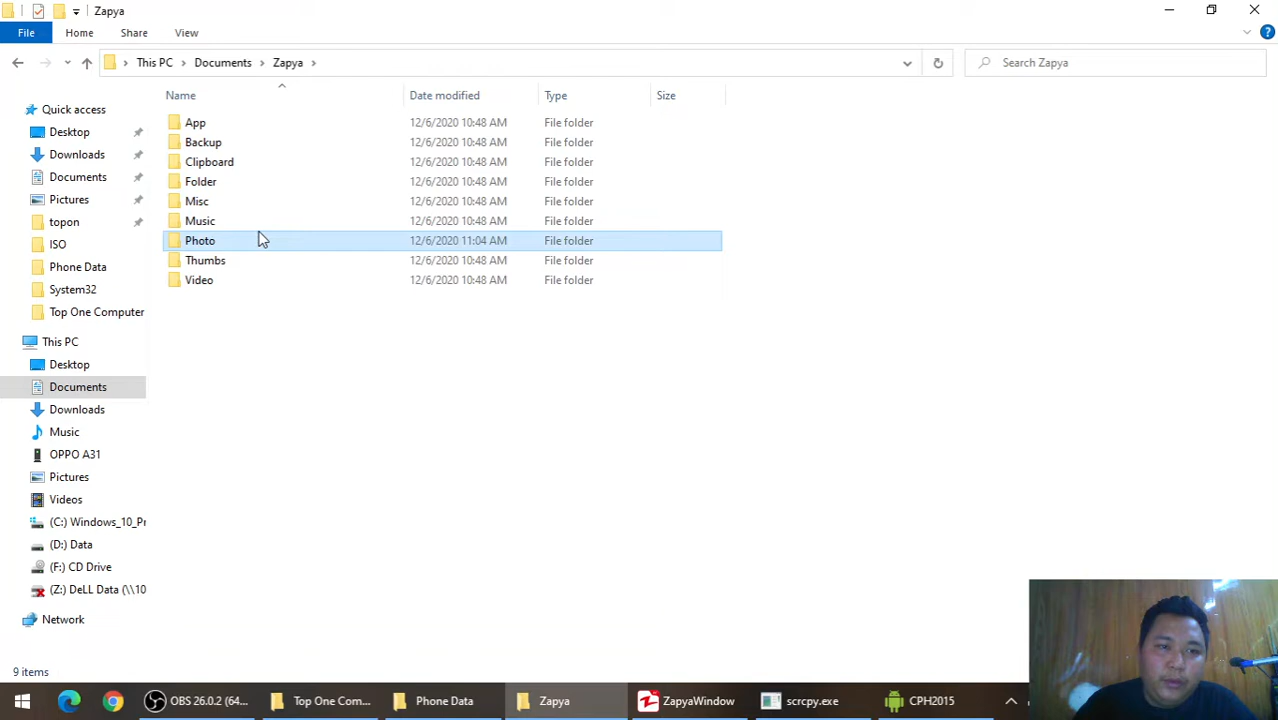 Zapya
File Home Share View
This PC Documents Zapya
Search Zapya
Name Date modified Type Size
Quick access
Desktop
Downloads
Documents
Pictures
topon
ISO
Phone Data
System32
Top One Computer
This PC
Desktop
Documents
Downloads
Music
OPPO A31
Pictures
Videos
(C:) Windows_10_Pr
(D:) Data
(F:) CD Drive
(Z:) DeLL Data (\\10
Network
App 12/6/2020 10:48 AM File folder
Backup 12/6/2020 10:48 AM File folder
Clipboard 12/6/2020 10:48 AM File folder
Folder 12/6/2020 10:48 AM File folder
Misc 12/6/2020 10:48 AM File folder
Music 12/6/2020 10:48 AM File folder
Photo 12/6/2020 11:04 AM File folder
Thumbs 12/6/2020 10:48 AM File folder
Video 12/6/2020 10:48 AM File folder
9 items
OBS 26.0.2 (64... Top One Com... Phone Data Zapya ZapyaWindow scrcpy.exe CPH2015